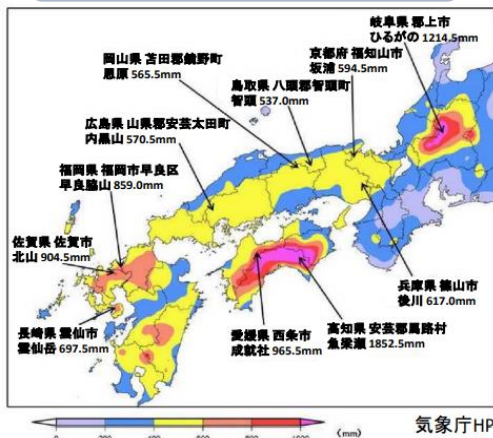 岐阜県 郡上市
ひるがの 1214.5mm
岡山県 苫田郡鏡野町
恩原 565.5mm
京都府 福知山市
坂浦 594.5mm
鳥取県 八頭郡智頭町
智頭 537.0mm
広島県 山県郡安芸太田町
内黒山 570.5mm
福岡県 福岡市早良区
早良脇山 859.0mm
佐賀県 佐賀市
北山 904.5mm
兵庫県 篠山市
後川 617.0mm
長崎県 雲仙市
雲仙岳 697.5mm
愛媛県 西条市
成就社 965.5mm
高知県 安芸郡馬路村
魚梁瀬 1852.5mm
0 200 400 600 800 1000 (mm)
気象庁HP